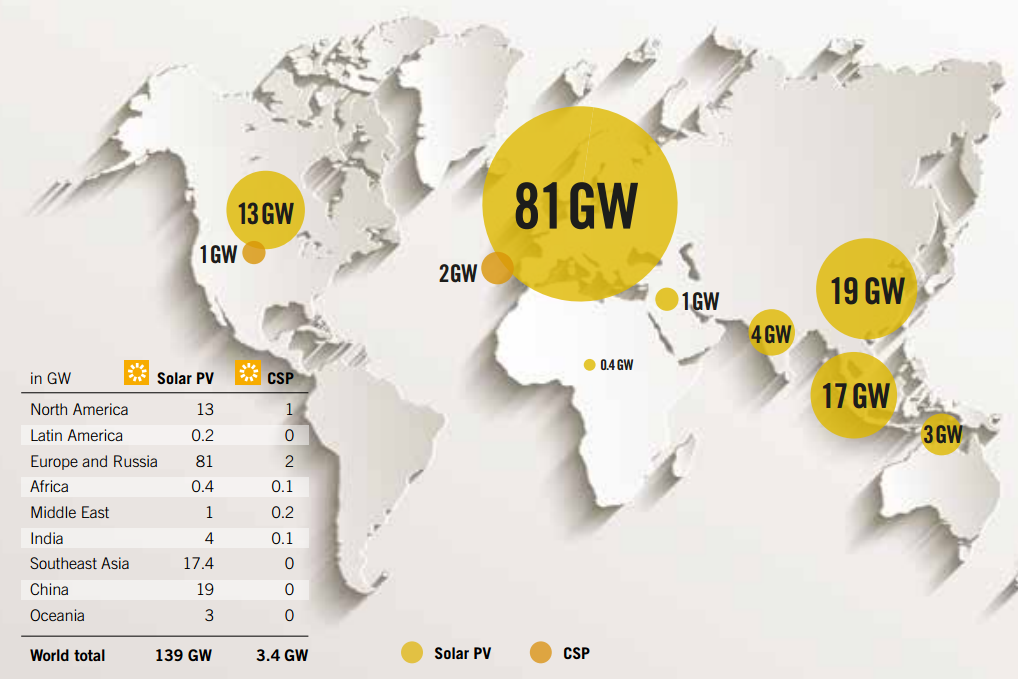 81 GW
13 GW
1 GW
2 GW
19 GW
1 GW
4 GW
0.4 GW
17 GW
3 GW
in GW Solar PV CSP
North America 13 1
Latin America 0.2 0
Europe and Russia 81 2
Africa 0.4 0.1
Middle East 1 0.2
India 4 0.1
Southeast Asia 17.4 0
China 19 0
Oceania 3 0
World total 139 GW 3.4 GW
Solar PV CSP